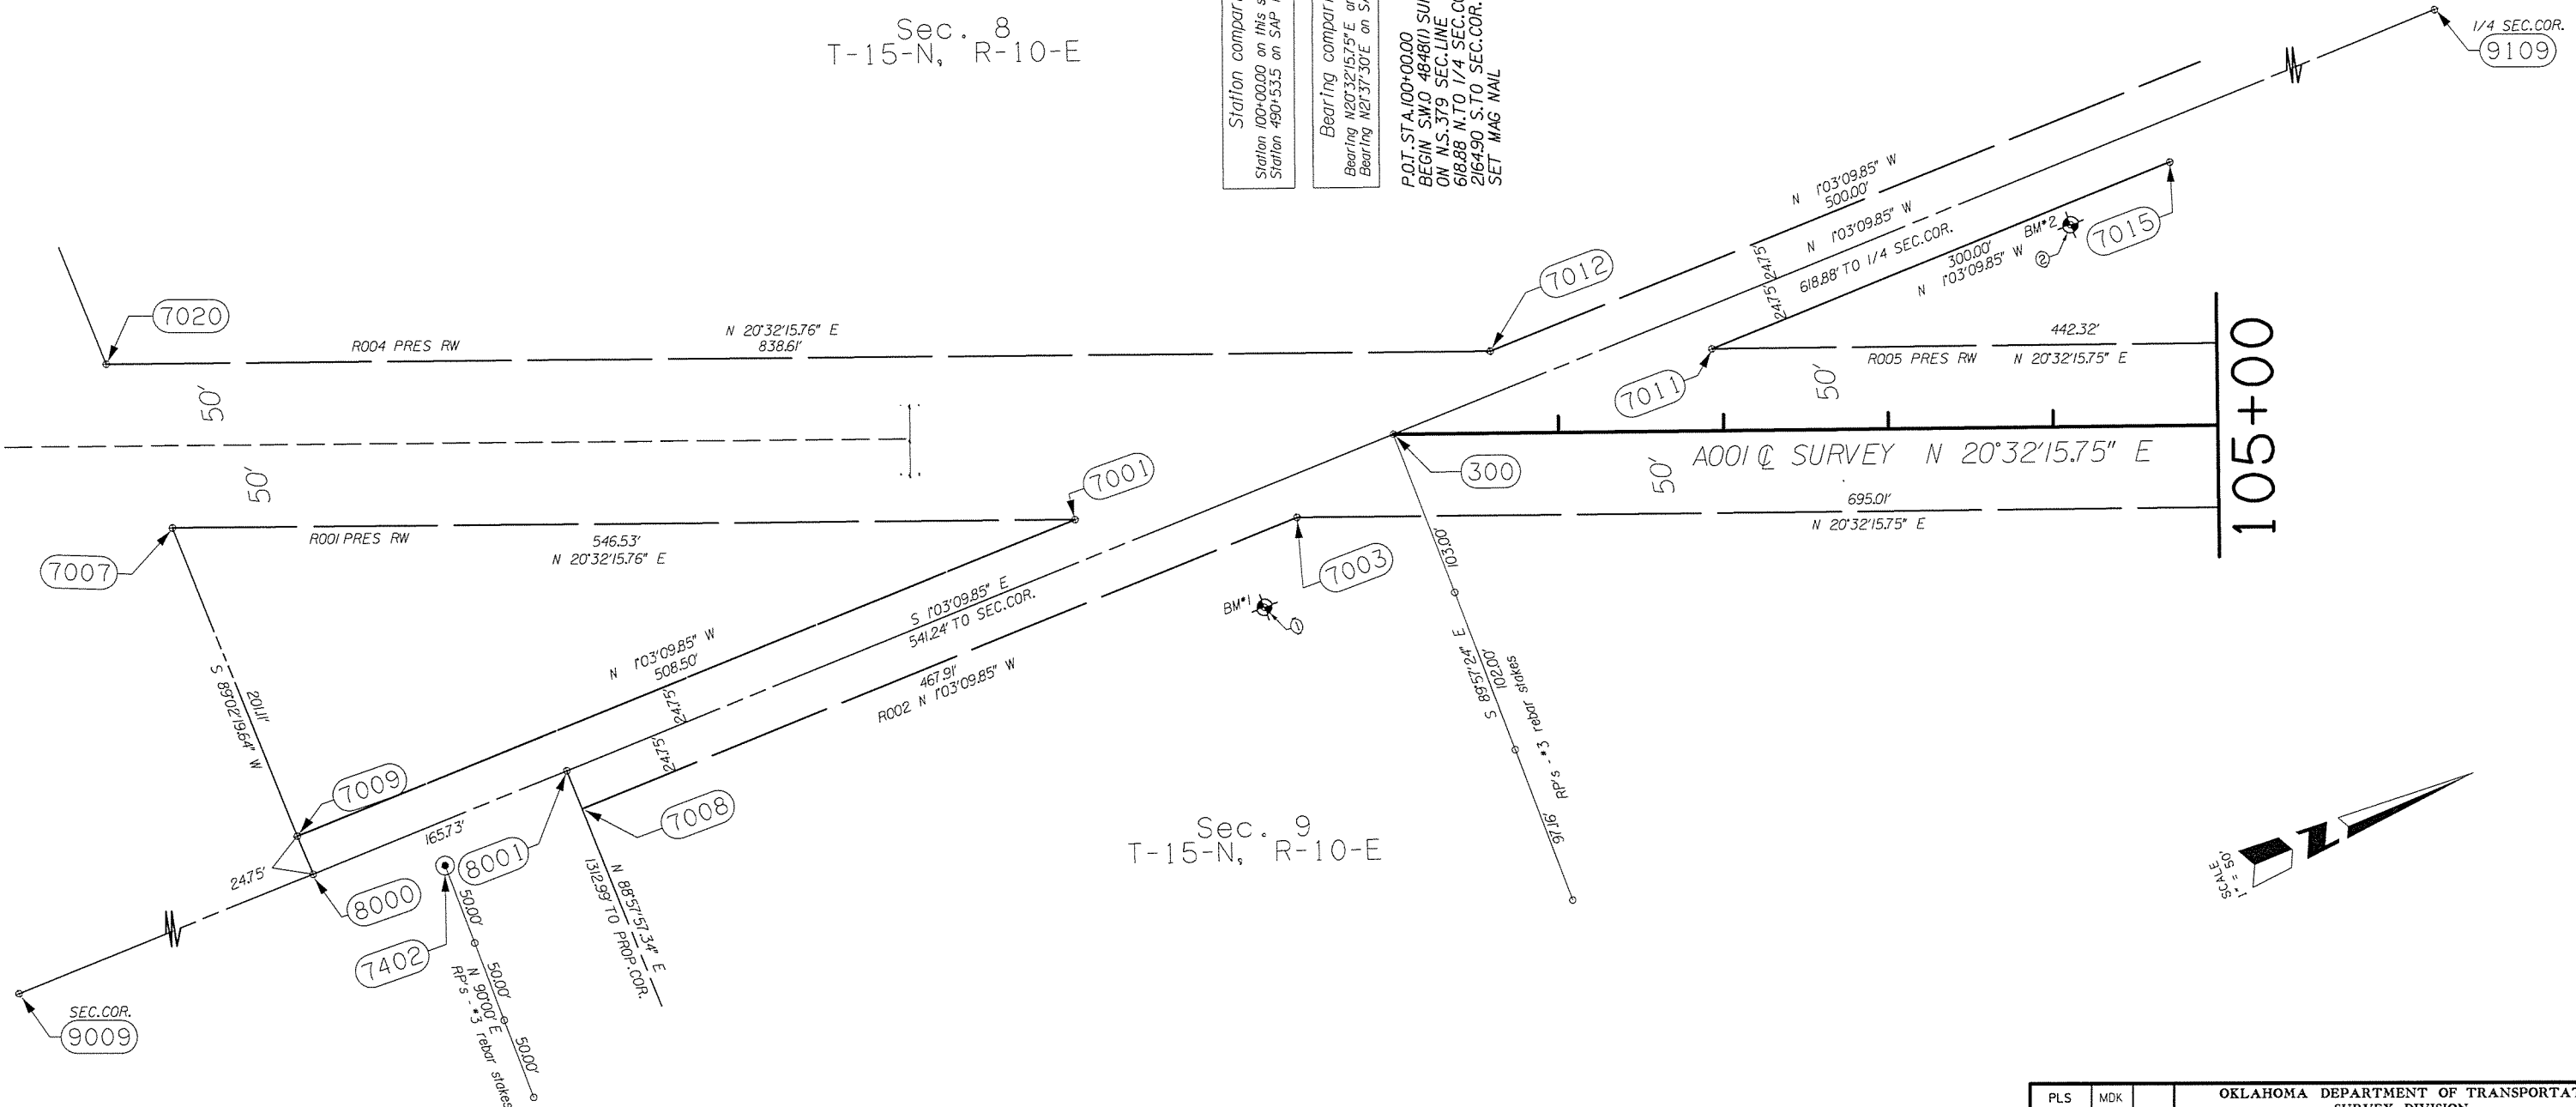 Sec. 8
T-15-N, R-10-E
Station compar
Station 100+00.00 on this s
Station 490+53.5 on SAP
Bearing compari
Bearing N20°32'15.75"E an
Bearing N21°37'30"E on SA
P.O.T. STA.100+00.00
BEGIN S.W.O 4848(1) SUR
ON N.S.379 SEC.LINE
618.88 N.TO 1/4 SEC.CO
2164.90 S.TO SEC.COR.
SET MAG NAIL
1/4 SEC.COR.
9109
N 1°03'09.85" W
500.00'
N 1°03'09.85" W
618.88' TO 1/4 SEC.COR.
24.75'
24.75'
300.00'
N 1°03'09.85" W
BM#2
2
7015
7012
7020
R004 PRES RW
N 20°32'15.76" E
838.61'
442.32'
R005 PRES RW N 20°32'15.75" E
7011
50'
50'
50'
50'
105+00
A001 ℄ SURVEY N 20°32'15.75" E
300
7001
695.01'
N 20°32'15.75" E
R001 PRES RW
546.53'
N 20°32'15.76" E
7007
7003
BM#1
1
103.00'
S 89°57'24" E
102.00'
RP's - #3 rebar stakes
97.16'
S 1°03'09.85" E
541.24' TO SEC.COR.
N 1°03'09.85" W
508.50'
467.91'
R002 N 1°03'09.85" W
24.75'
24.75'
201.11'
S 89°02'19.64" W
7009
7008
165.73'
8001
24.75'
8000
7402
N 88°57'57.34" E
1312.99' TO PROP.COR.
50.00'
50.00'
N 90°00' E
RP's - #3 rebar stakes
50.00'
SEC.COR.
9009
Sec. 9
T-15-N, R-10-E
SCALE
1" = 50'
PLS MDK
OKLAHOMA DEPARTMENT OF TRANSPORTAT
SURVEY DIVISION